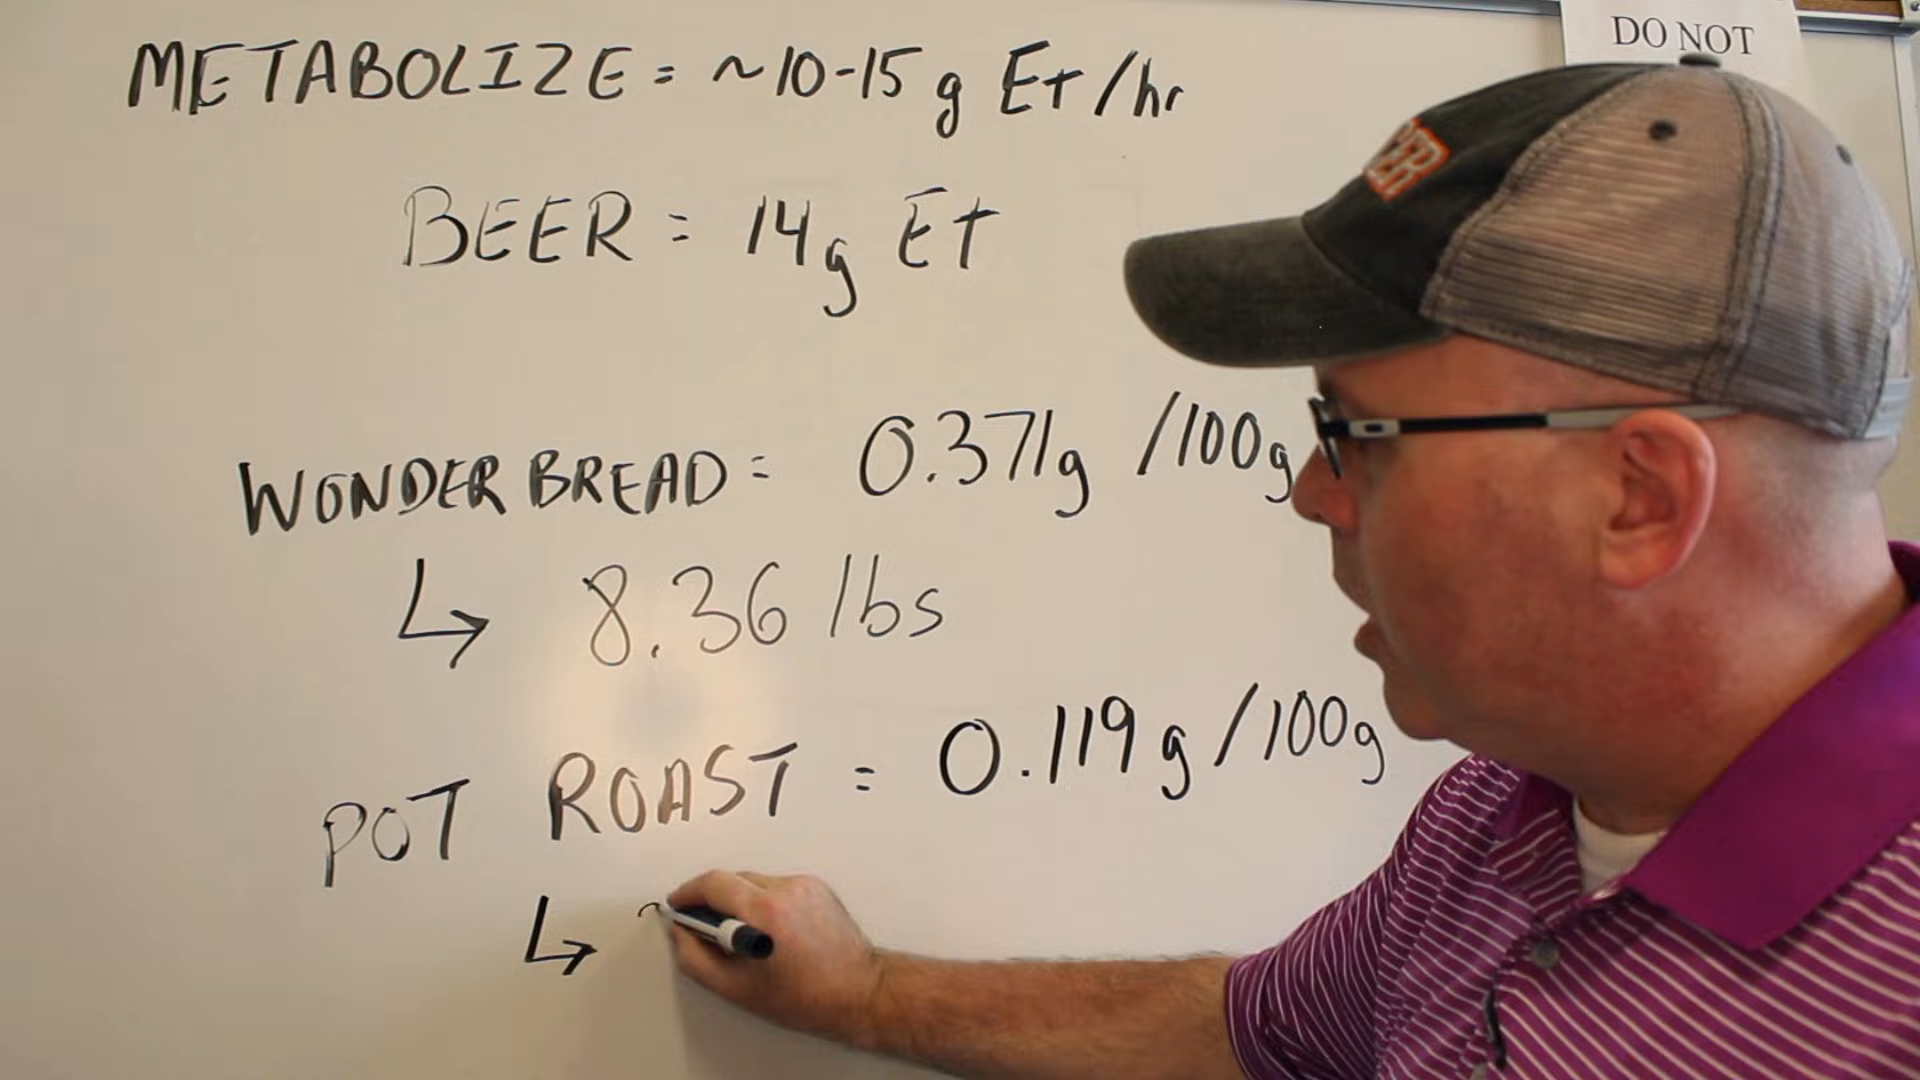 DO NOT
METABOLIZE = ~10-15 g Et/hr
BEER = 14g Et
WONDER BREAD = 0.371g /100g
↳ 8.36 lbs
POT ROAST = 0.119g/100g
↳